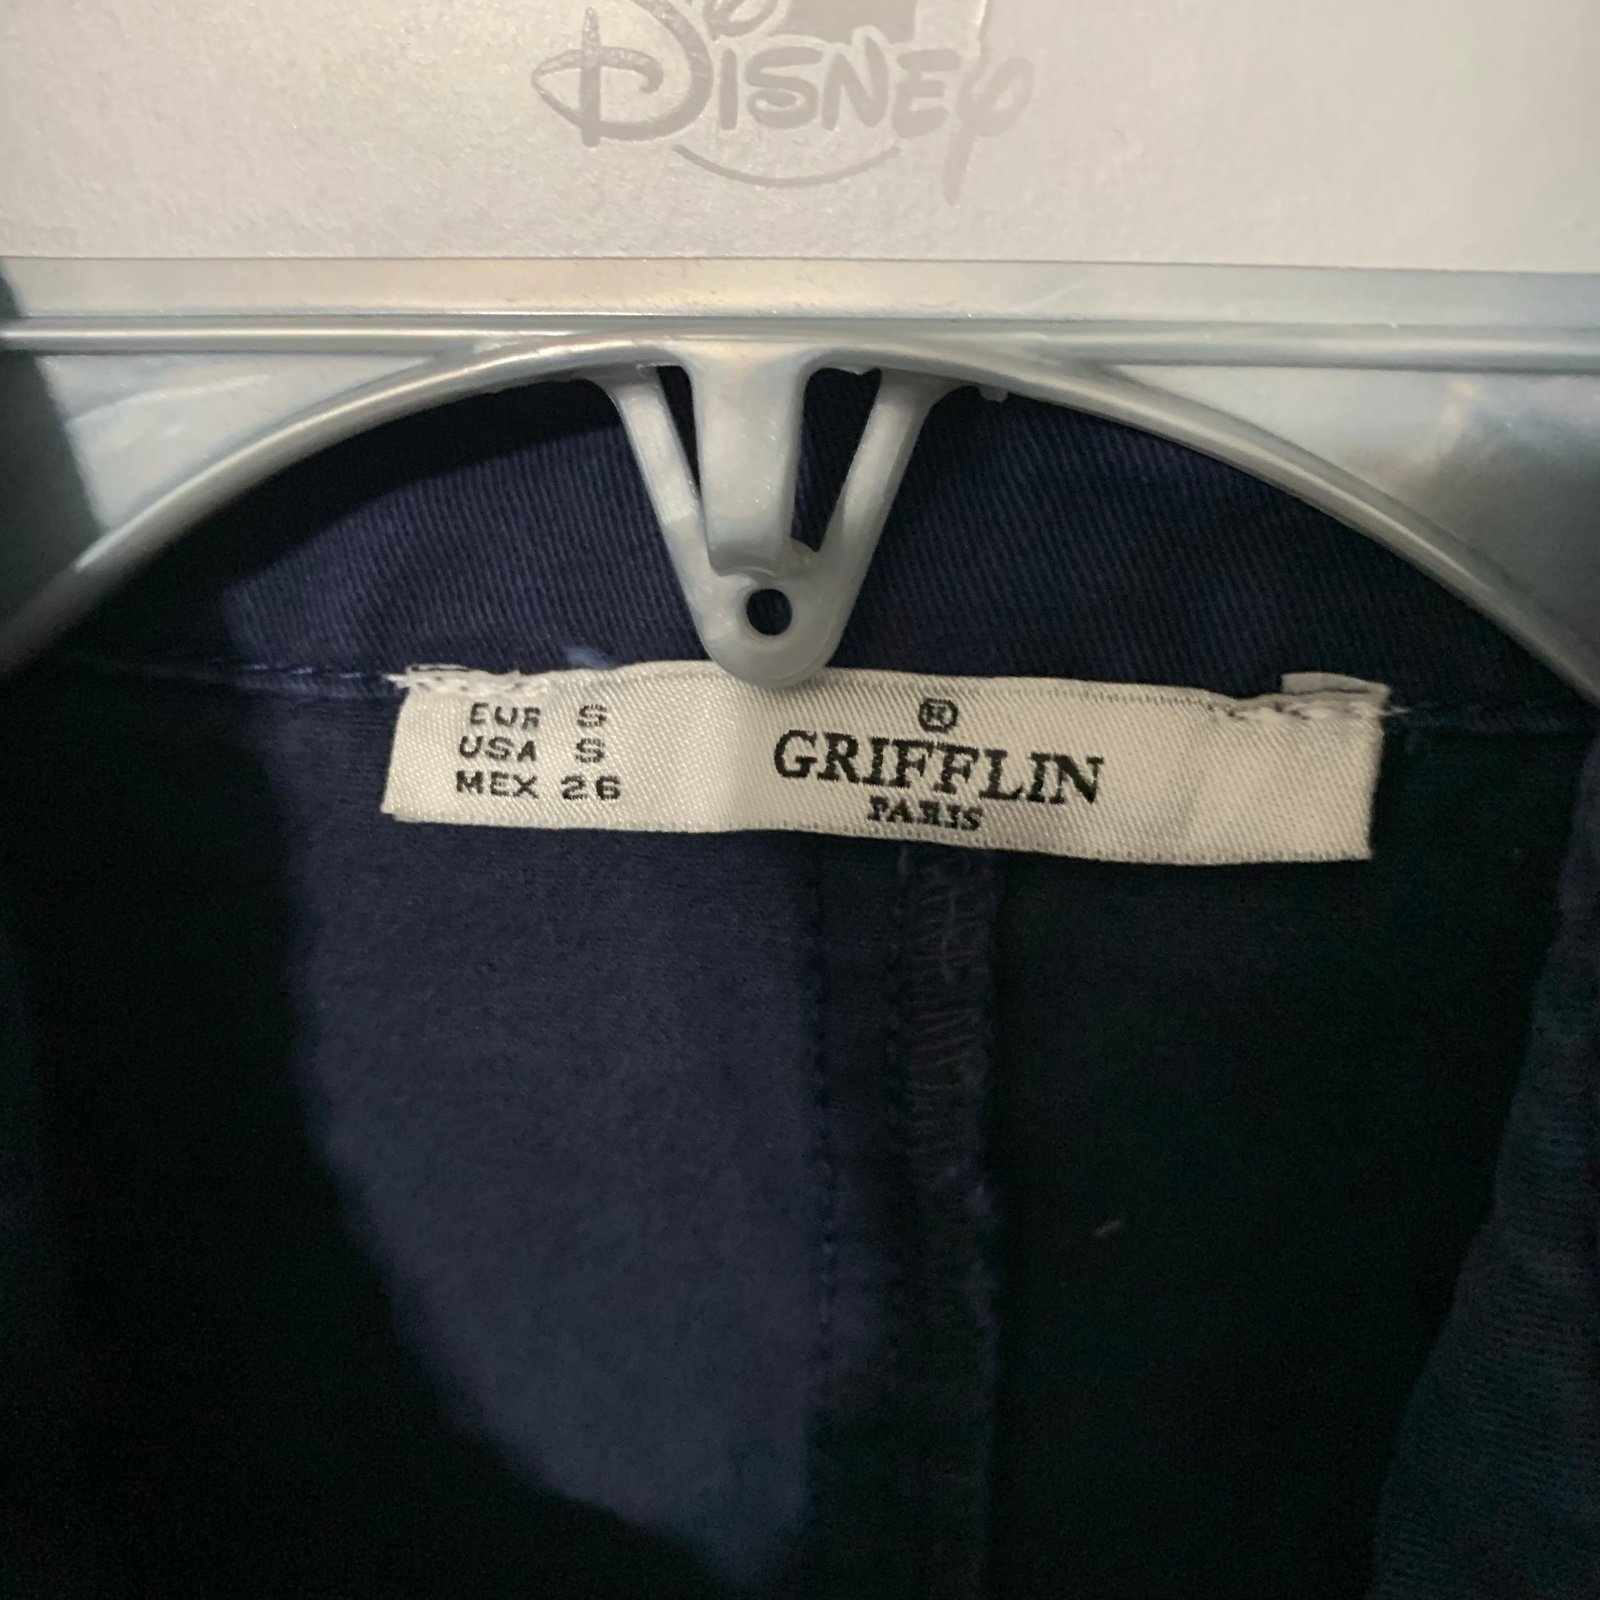 DISNEY
EUR S
USA S
MEX 26
®
GRIFFLIN
PARIS